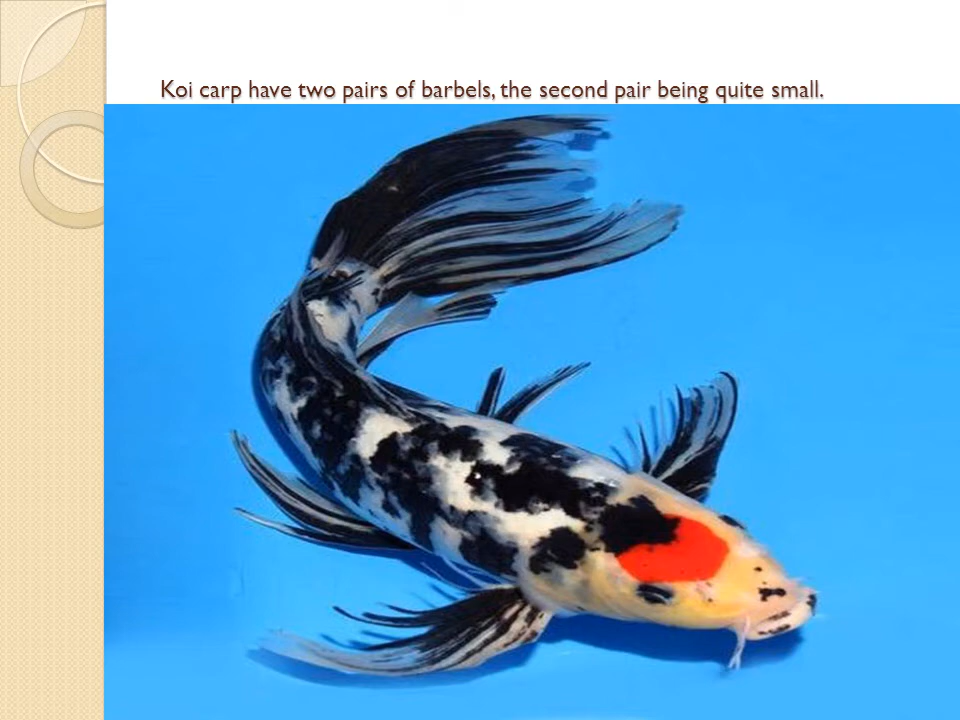 Koi carp have two pairs of barbels, the second pair being quite small.